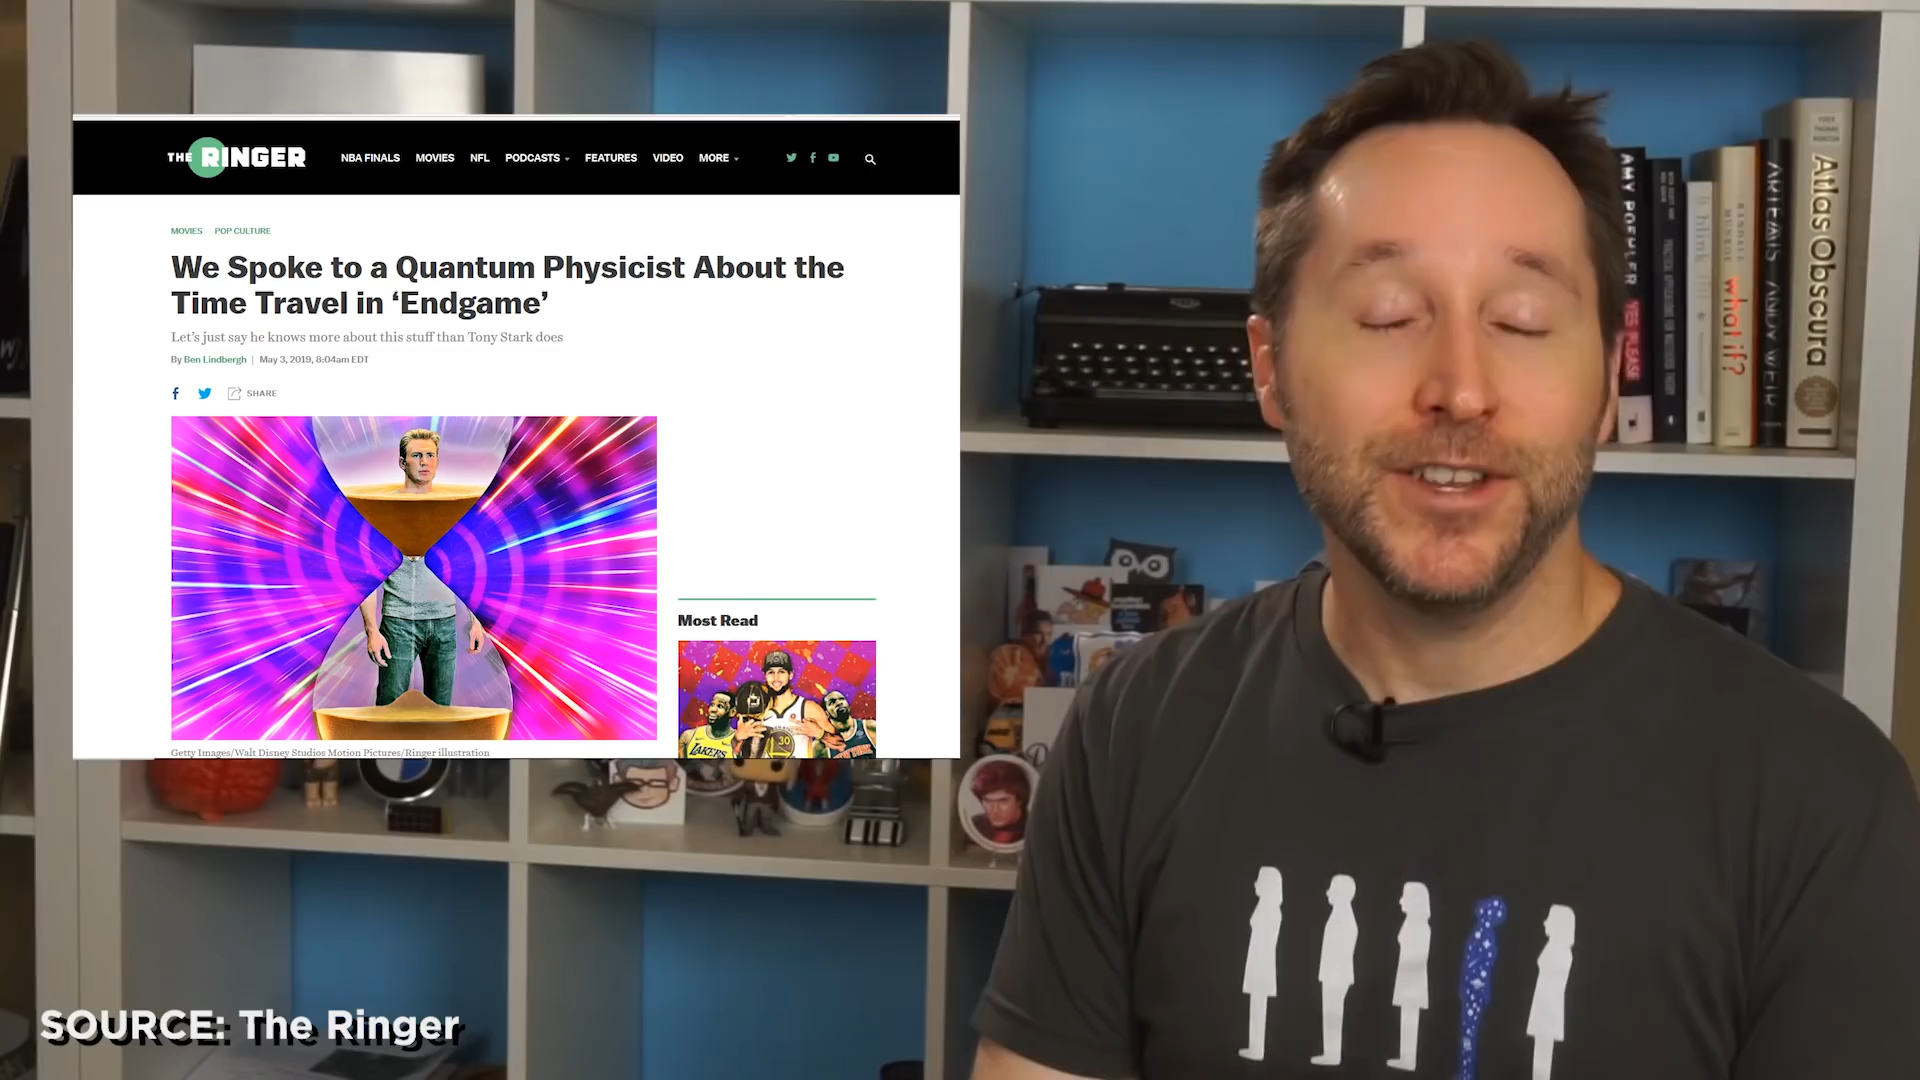 THE RINGER
NBA FINALS MOVIES NFL PODCASTS FEATURES VIDEO MORE
MOVIES POP CULTURE
We Spoke to a Quantum Physicist About the
Time Travel in ‘Endgame’
Let’s just say he knows more about this stuff than Tony Stark does
By Ben Lindbergh | May 3, 2019, 8:04am EDT
SHARE
Getty Images/Walt Disney Studios Motion Pictures/Ringer illustration
Most Read
LAKERS
30
AMY POEHLER YES PLEASE
blink
what if?
ARTEMIS ANDY WEIR
Atlas Obscura
SOURCE: The Ringer